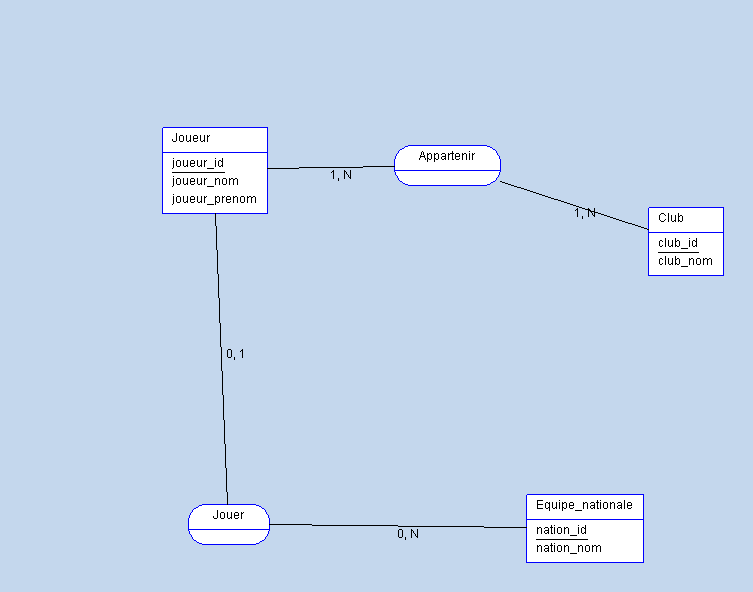 Joueur
joueur_id
joueur_nom
joueur_prenom
1, N
Appartenir
1, N
Club
club_id
club_nom
0, 1
Jouer
0, N
Equipe_nationale
nation_id
nation_nom